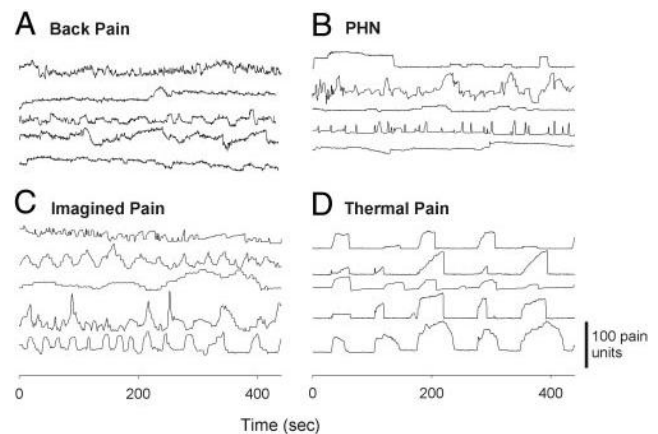 A Back Pain
B PHN
C Imagined Pain
D Thermal Pain
100 pain
units
0 200 400 0 200 400
Time (sec)